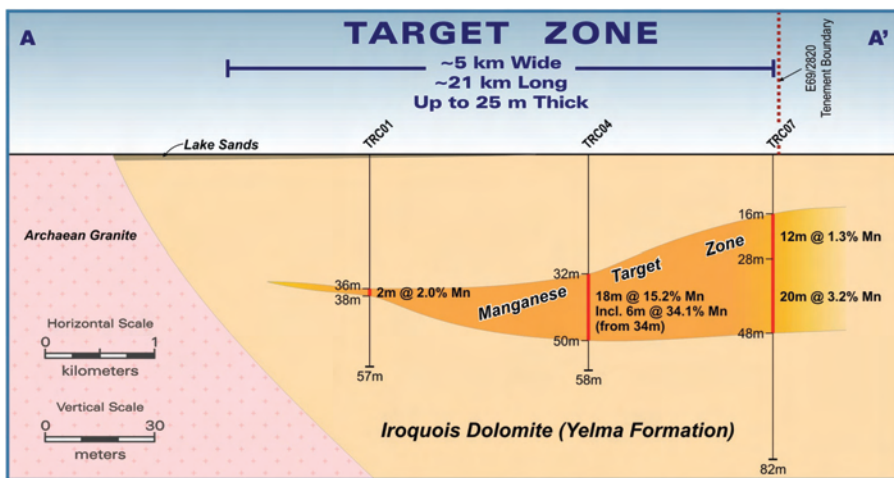 A
TARGET ZONE
A'
~5 km Wide
~21 km Long
Up to 25 m Thick
E69/2820
Tenement Boundary
TRC01
TRC04
TRC07
Lake Sands
Archaean Granite
16m
12m @ 1.3% Mn
28m
20m @ 3.2% Mn
48m
32m
Manganese Target Zone
18m @ 15.2% Mn
Incl. 6m @ 34.1% Mn
(from 34m)
50m
36m
38m
2m @ 2.0% Mn
57m
58m
82m
Horizontal Scale
0 1
kilometers
Vertical Scale
0 30
meters
Iroquois Dolomite (Yelma Formation)